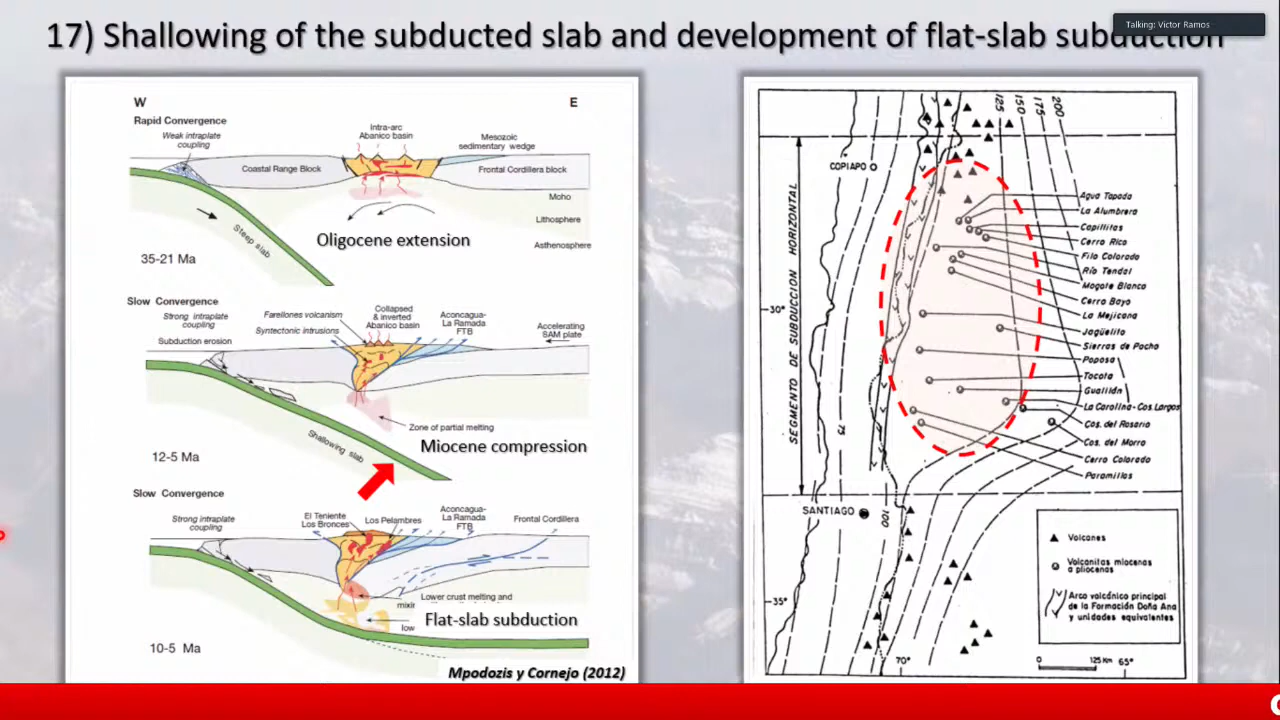 Talking: Victor Ramos
17) Shallowing of the subducted slab and development of flat-slab subduction
W
E
Rapid Convergence
Weak intraplate
coupling
Intra-arc
Abanico basin
Mesozoic
sedimentary wedge
Coastal Range Block
Frontal Cordillera block
Moho
Lithosphere
Asthenosphere
Steep slab
Oligocene extension
35-21 Ma
Slow Convergence
Strong intraplate
coupling
Subduction erosion
Farellones volcanism
Syntectonic intrusions
Collapsed
& inverted
Abanico basin
Aconcagua-
La Ramada
FTB
Accelerating
SAM plate
Zone of partial melting
Shallowing slab
Miocene compression
12-5 Ma
Slow Convergence
Strong intraplate
coupling
El Teniente
Los Bronces
Los Pelambres
Aconcagua-
La Ramada
FTB
Frontal Cordillera
Lower crust melting and
low
Flat-slab subduction
10-5 Ma
Mpodozis y Cornejo (2012)
125
150
175
200
COPIAPO
SEGMENTO DE SUBDUCCION HORIZONTAL
30°
75
100
SANTIAGO
35°
70°
65°
Agua Tapada
La Alumbrera
Capillitas
Cerro Rico
Filo Colorado
Río Tendal
Mogote Blanco
Cerro Bayo
La Mejicana
Jagüelito
Sierras de Pocho
Poposa
Tocota
Gualilán
La Carolina-Cos. Largos
Cos. del Rosario
Cos. del Morro
Cerro Colorado
Paramillos
Volcanes
Volcanitas miocenas
a pliocenas
Arco volcánico principal
de la Formación Doña Ana
y unidades equivalentes
0
125 Km